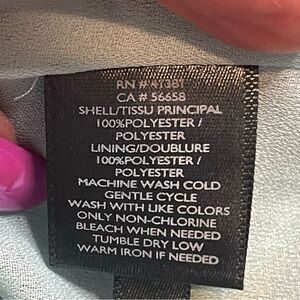 RN #
CA # 56658
SHELL/TISSU PRINCIPAL
100%POLYESTER /
POLYESTER
LINING/DOUBLURE
100%POLYESTER /
POLYESTER
MACHINE WASH COLD
GENTLE CYCLE
WASH WITH LIKE COLORS
ONLY NON-CHLORINE
BLEACH WHEN NEEDED
TUMBLE DRY LOW
WARM IRON IF NEEDED